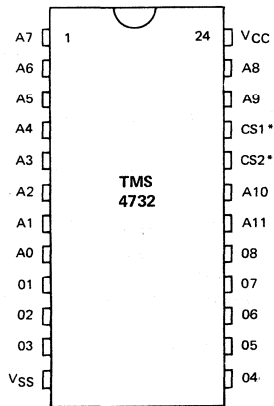 A7 1 24 VCC
A6 A8
A5 A9
A4 CS1*
A3 CS2*
A2 TMS A10
A1 4732 A11
A0 08
01 07
02 06
03 05
VSS 04